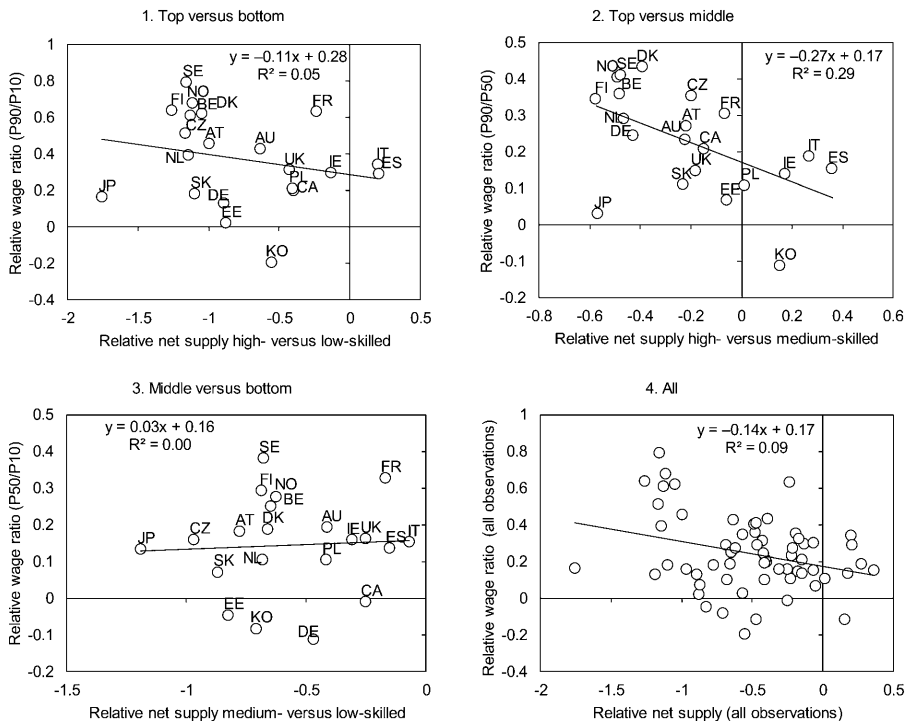 1. Top versus bottom
y = –0.11x + 0.28
R² = 0.05
Relative wage ratio (P90/P10)
1
0.8
0.6
0.4
0.2
0
-0.2
0.4
-2
-1.5
-1
-0.5
0
0.5
SE
NO
FI
BE
DK
CZ
AT
NL
AU
FR
UK
IE
IT
ES
PL
CA
JP
SK
DE
EE
KO
Relative net supply high- versus low-skilled
2. Top versus middle
y = –0.27x + 0.17
R² = 0.29
Relative wage ratio (P90/P50)
0.5
0.4
0.3
0.2
0.1
0
-0.1
0.2
-0.8
-0.6
-0.4
-0.2
0
0.2
0.4
0.6
NO
SE
DK
FI
BE
CZ
FR
NL
DE
AT
AU
CA
UK
SK
EE
PL
IE
IT
ES
JP
KO
Relative net supply high- versus medium-skilled
3. Middle versus bottom
y = 0.03x + 0.16
R² = 0.00
Relative wage ratio (P50/P10)
0.5
0.4
0.3
0.2
0.1
0
-0.1
0.2
-1.5
-1
-0.5
0
SE
FR
FI
NO
BE
AT
DK
AU
CZ
JP
IE
UK
ES
IT
SK
NL
PL
CA
EE
KO
DE
Relative net supply medium- versus low-skilled
4. All
y = –0.14x + 0.17
R² = 0.09
Relative wage ratio (all observations)
1
0.8
0.6
0.4
0.2
0
0.2
0.4
-2
-1.5
-1
-0.5
0
0.5
Relative net supply (all observations)